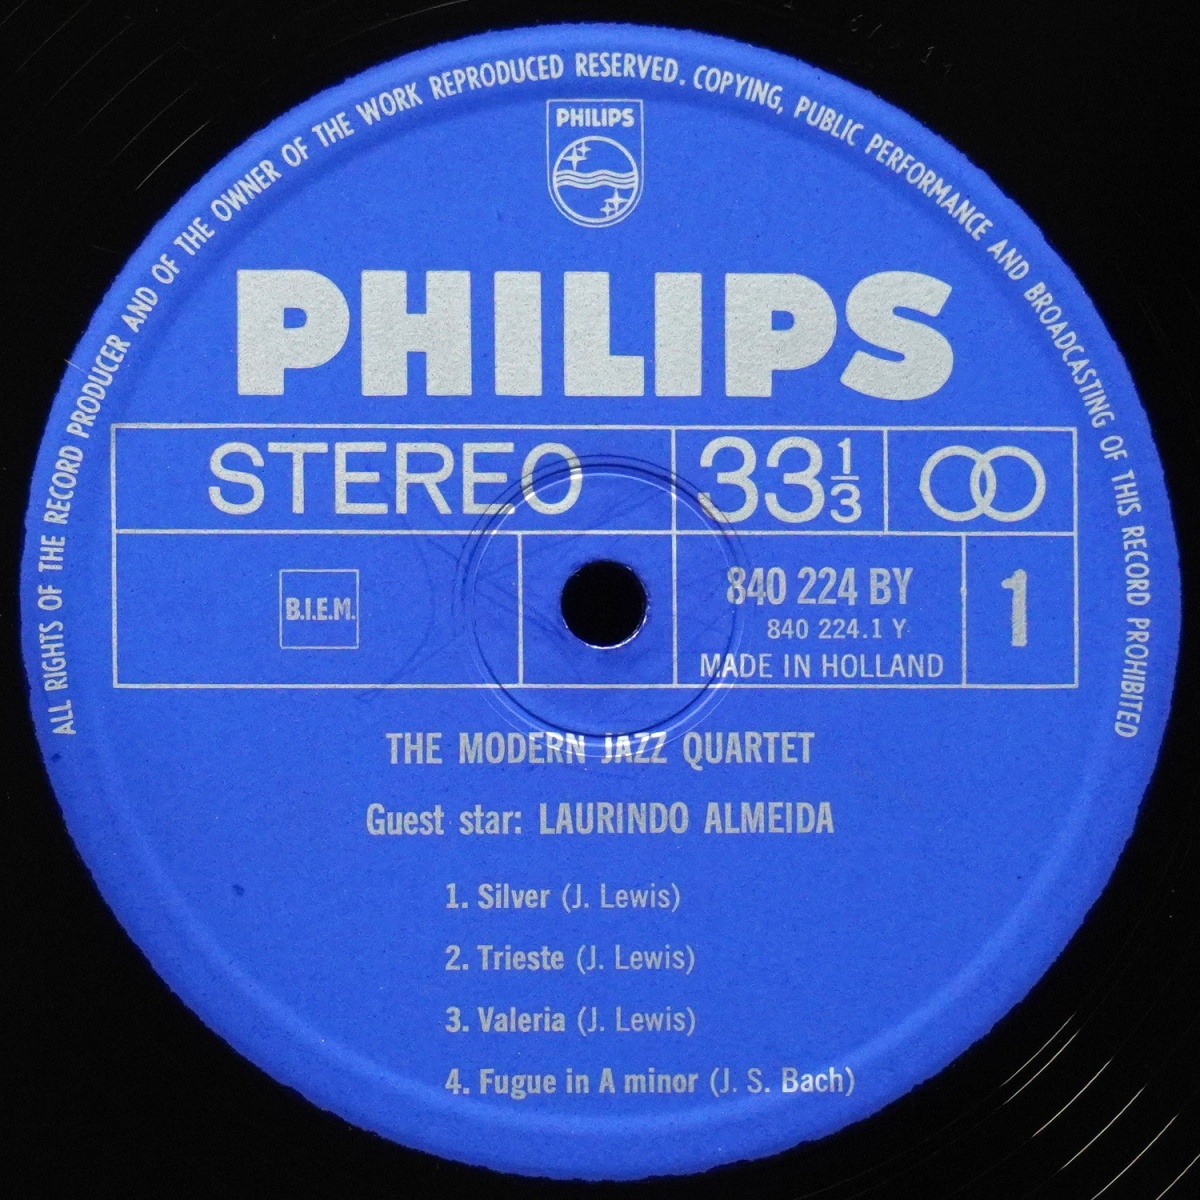 ALL RIGHTS OF THE RECORD PRODUCER AND OF THE OWNER OF THE WORK REPRODUCED RESERVED. COPYING, PUBLIC PERFORMANCE AND BROADCASTING OF THIS RECORD PROHIBITED
PHILIPS
PHILIPS
STEREO 33 1/3
B.I.E.M. 840 224 BY 1
840 224.1 Y
MADE IN HOLLAND
THE MODERN JAZZ QUARTET
Guest star: LAURINDO ALMEIDA
1. Silver (J. Lewis)
2. Trieste (J. Lewis)
3. Valeria (J. Lewis)
4. Fugue in A minor (J. S. Bach)